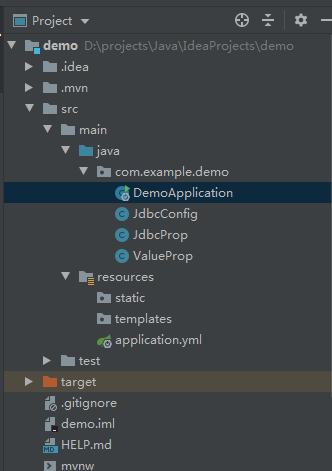 Project
demo D:\projects\Java\IdeaProjects\demo
.idea
.mvn
src
main
java
com.example.demo
DemoApplication
JdbcConfig
JdbcProp
ValueProp
resources
static
templates
application.yml
test
target
.gitignore
demo.iml
HELP.md
mvnw